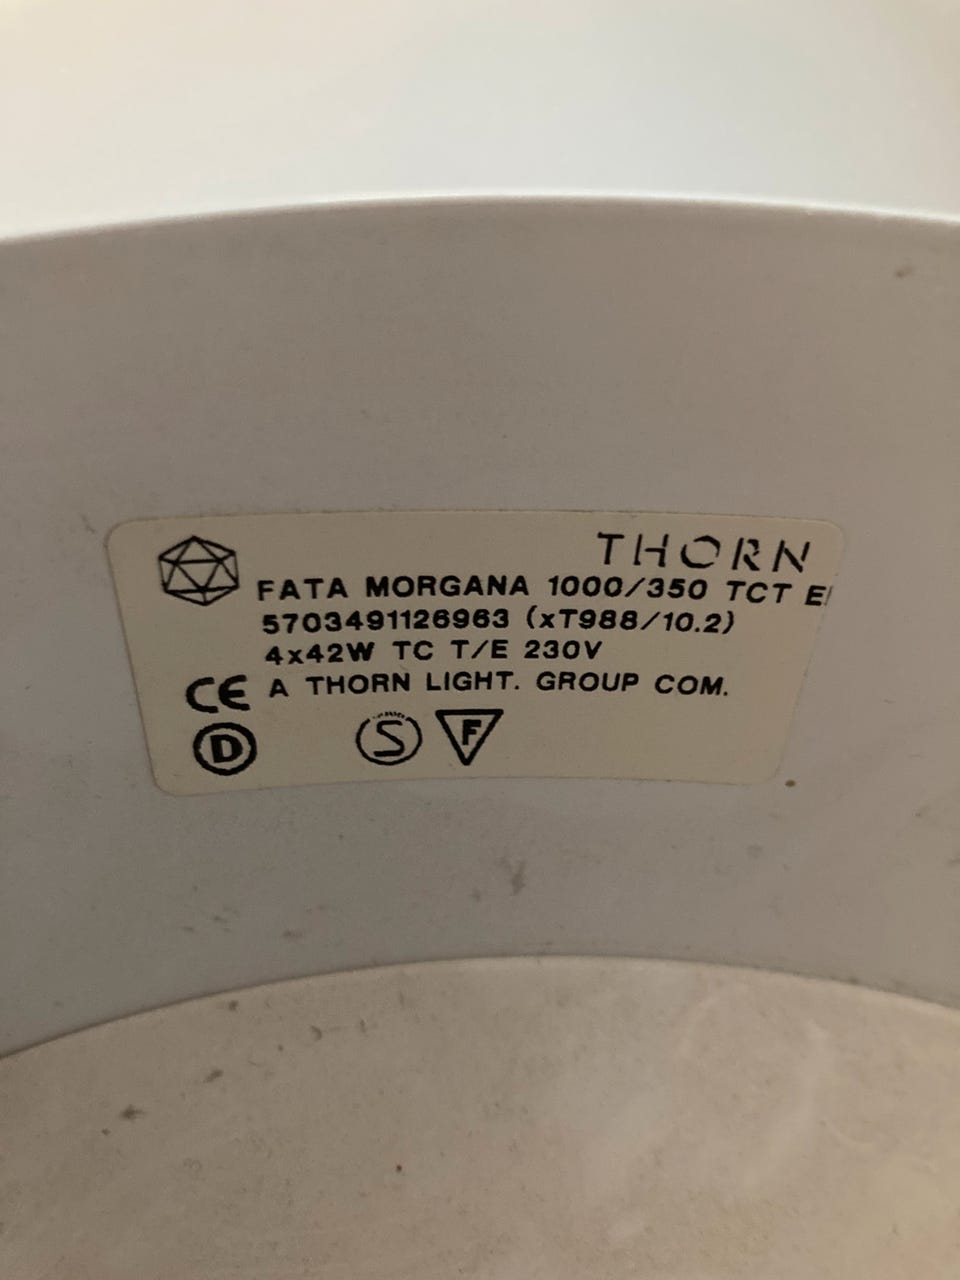 THORN
FATA MORGANA 1000/350 TCT E
5703491126963 (xT988/10.2)
4x42W TC T/E 230V
CE A THORN LIGHT. GROUP COM.
D S F